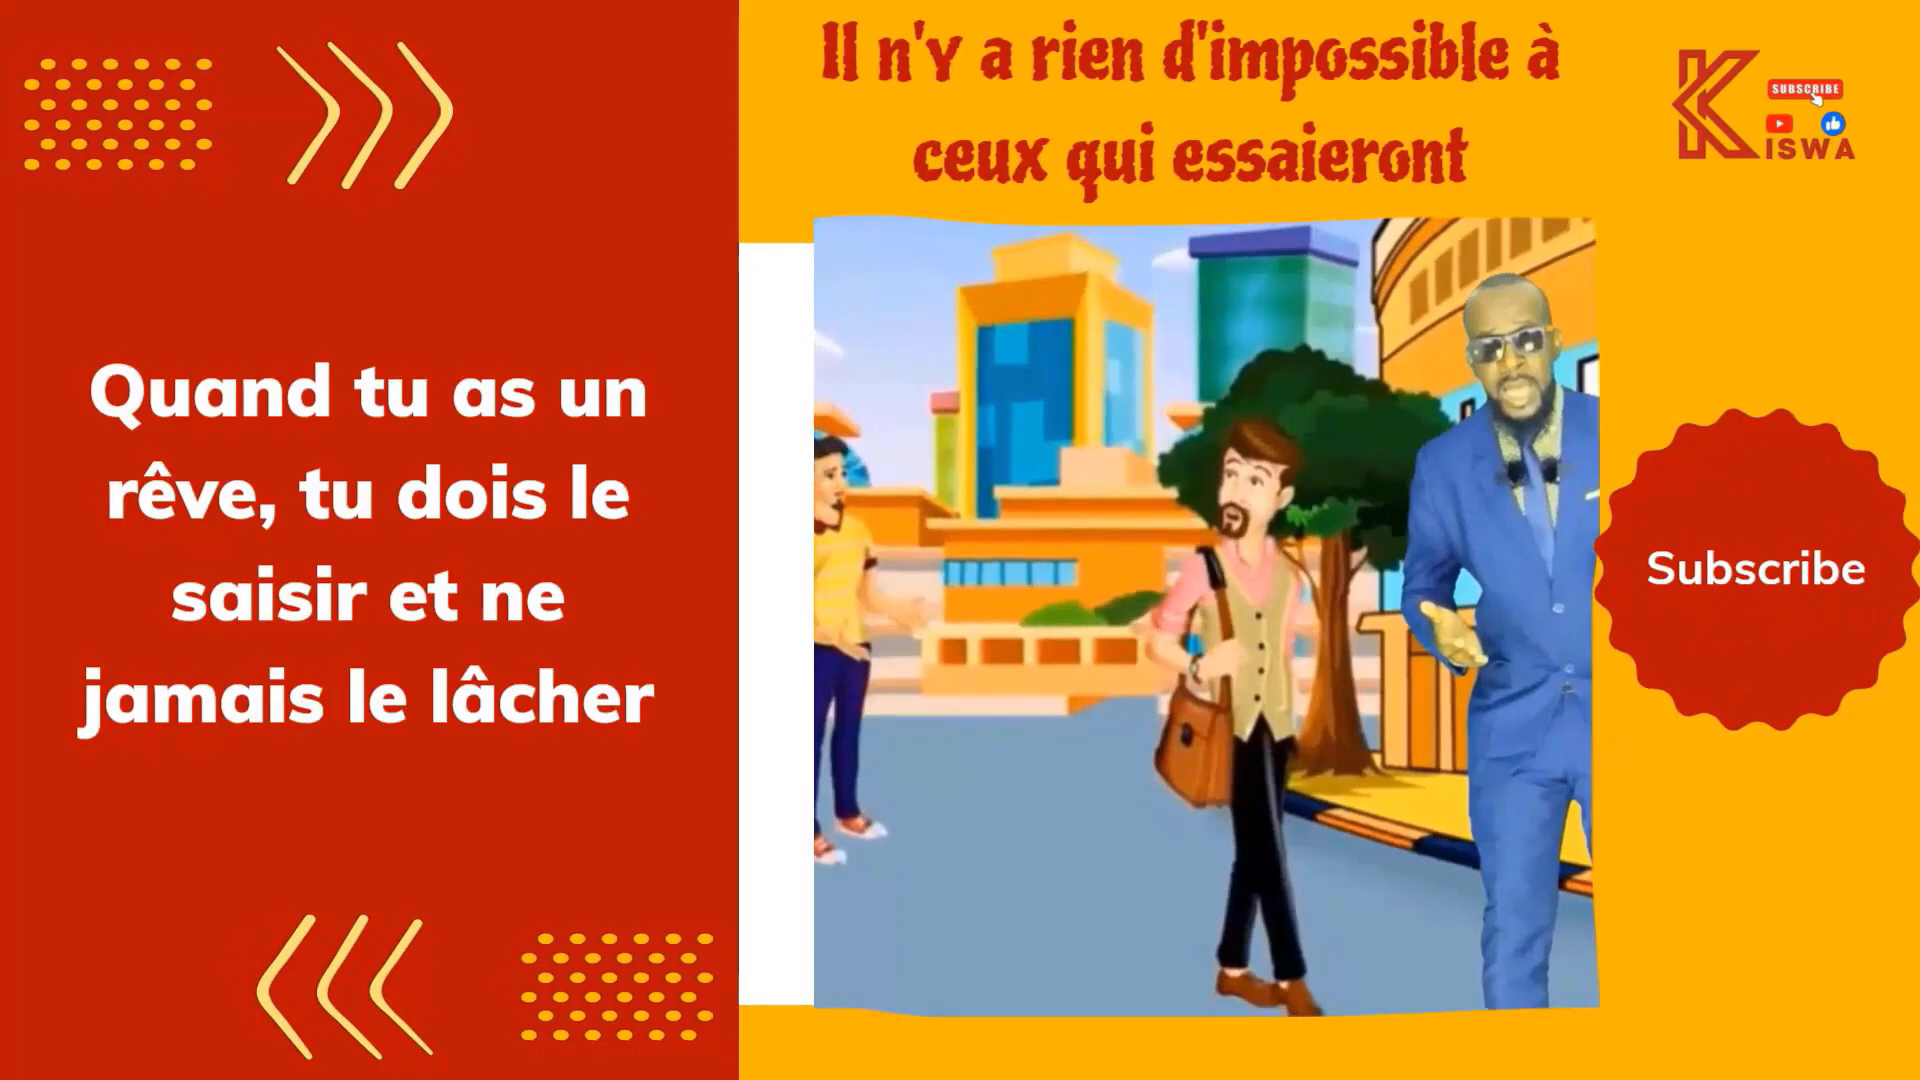 Il n'y a rien d'impossible à
ceux qui essaieront
SUBSCRIBE
KISWA
Quand tu as un
rêve, tu dois le
saisir et ne
jamais le lâcher
Subscribe